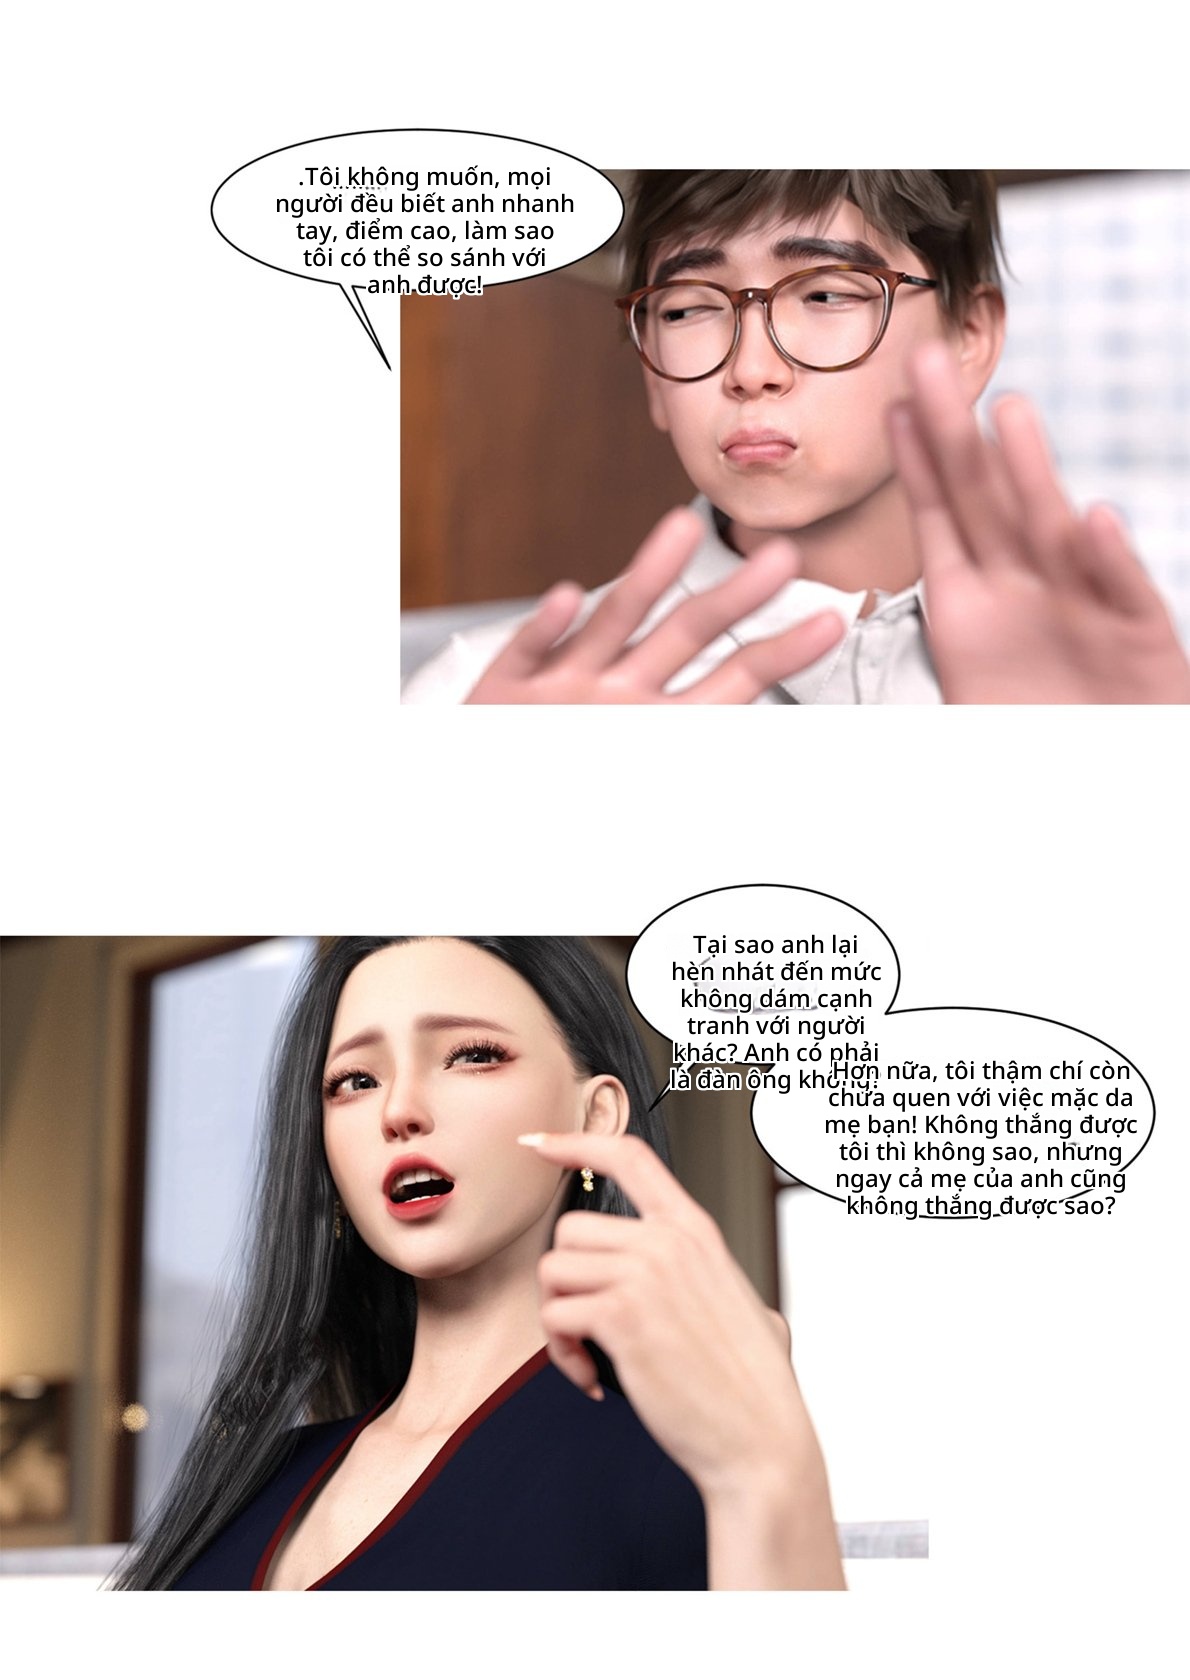 .Tôi không muốn, mọi
người đều biết anh nhanh
tay, điểm cao, làm sao
tôi có thể so sánh với
anh được!
Tại sao anh lại
hèn nhát đến mức
không dám cạnh
tranh với người
khác? Anh có phải
là đàn ông không?
Hơn nữa, tôi thậm chí còn
chưa quen với việc mặc da
mẹ bạn! Không thắng được
tôi thì không sao, nhưng
ngay cả mẹ của anh cũng
không thắng được sao?